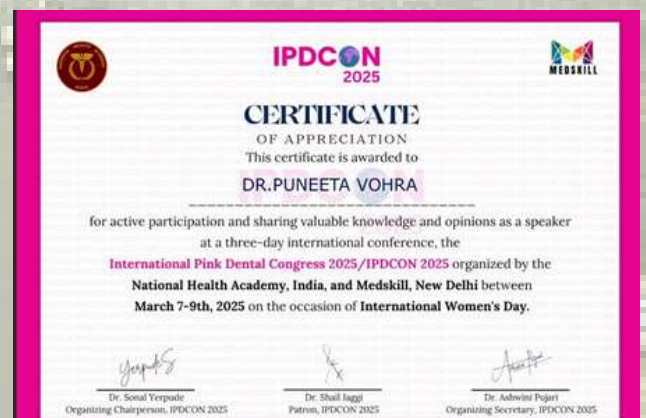 IPDCON
2025
MEDSKILL
CERTIFICATE
OF APPRECIATION
This certificate is awarded to
DR.PUNEETA VOHRA
for active participation and sharing valuable knowledge and opinions as a speaker
at a three-day international conference, the
International Pink Dental Congress 2025/IPDCON 2025 organized by the
National Health Academy, India, and Medskill, New Delhi between
March 7-9th, 2025 on the occasion of International Women's Day.
Dr. Sonal Yerpude
Organizing Chairperson, IPDCON 2025
Dr. Shail Jaggi
Patron, IPDCON 2025
Dr. Ashwini Pujari
Organizing Secretary, IPDCON 2025